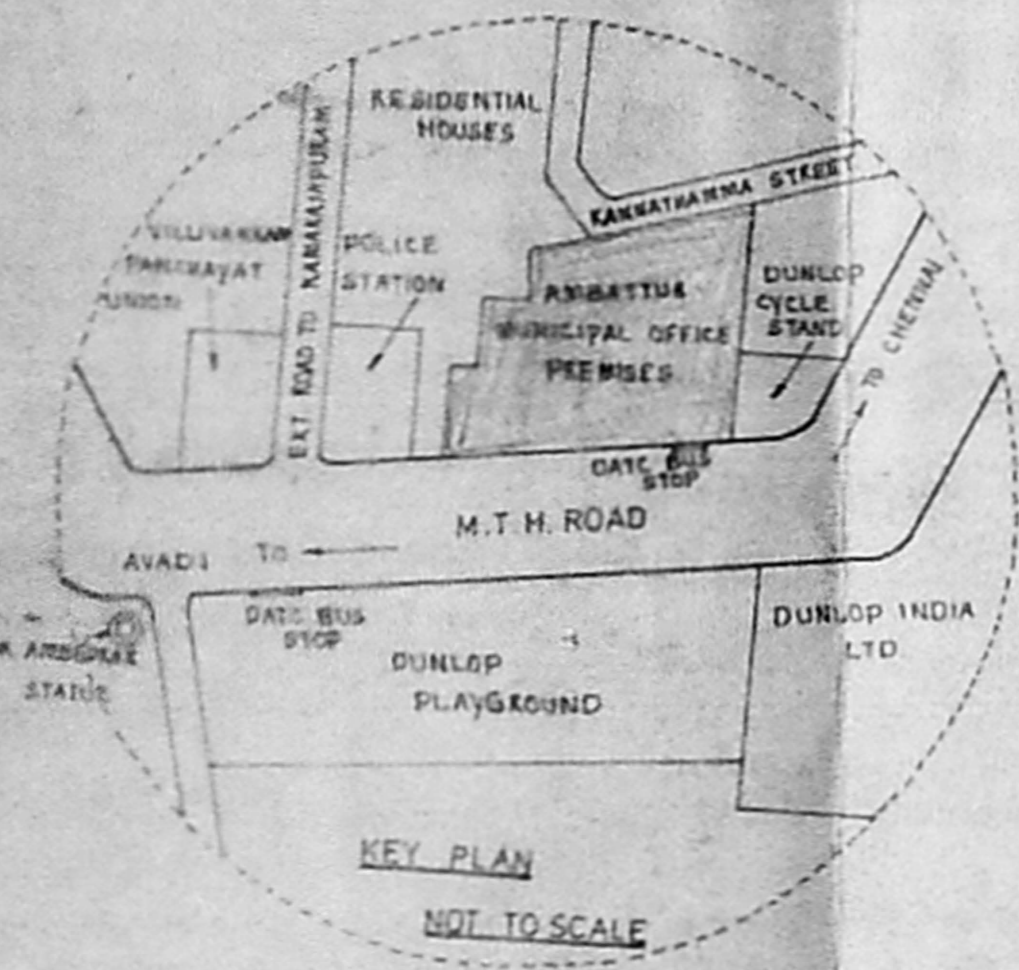 RESIDENTIAL
HOUSES
KANNATHAMMA STREET
EXT ROAD TO
VILLIVAKKAM
PANCHAYAT
UNION
POLICE
STATION
AMBATTUR
MUNICIPAL OFFICE
PREMISES
DUNLOP
CYCLE
STAND
TO CHENNAI
DATC BUS
STOP
M.T.H. ROAD
AVADI TO
DATC BUS
STOP
AMBEDKAR
STATUE
DUNLOP
PLAYGROUND
DUNLOP INDIA
LTD
KEY PLAN
NOT TO SCALE